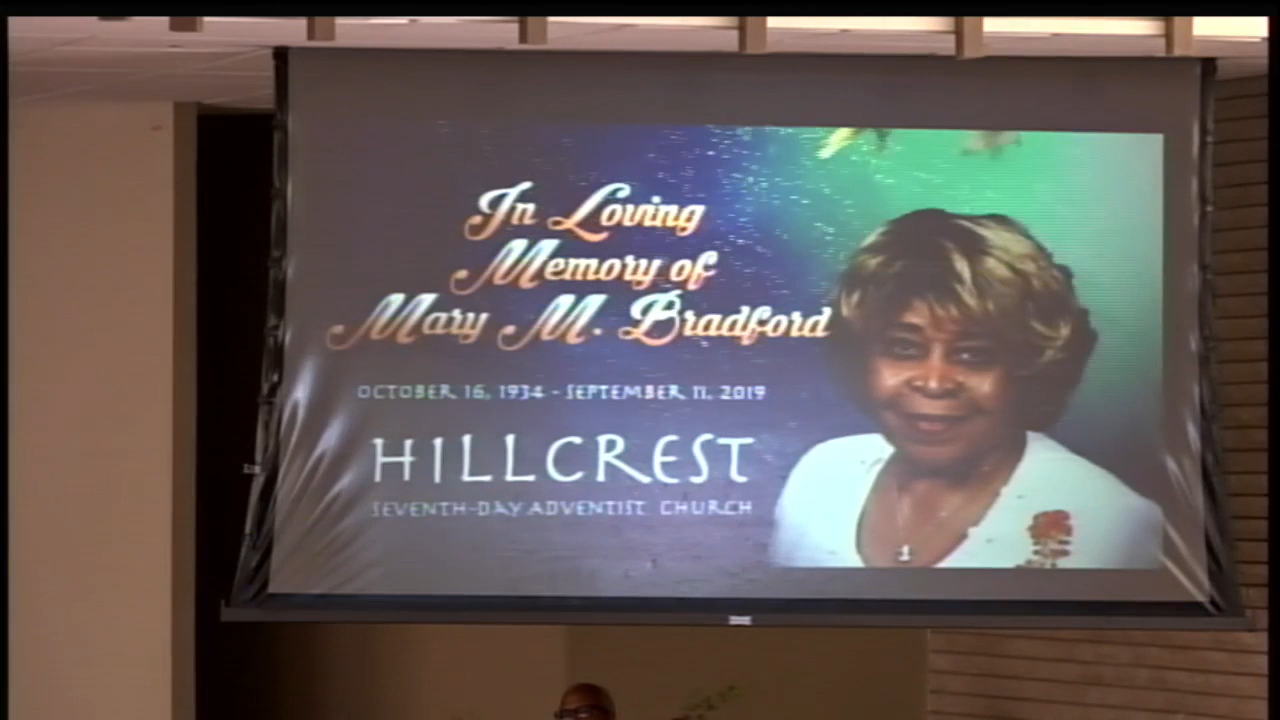 In Loving
Memory of
Mary M. Bradford
OCTOBER 16, 1934 - SEPTEMBER 11, 2019
HILLCREST
SEVENTH-DAY ADVENTIST CHURCH